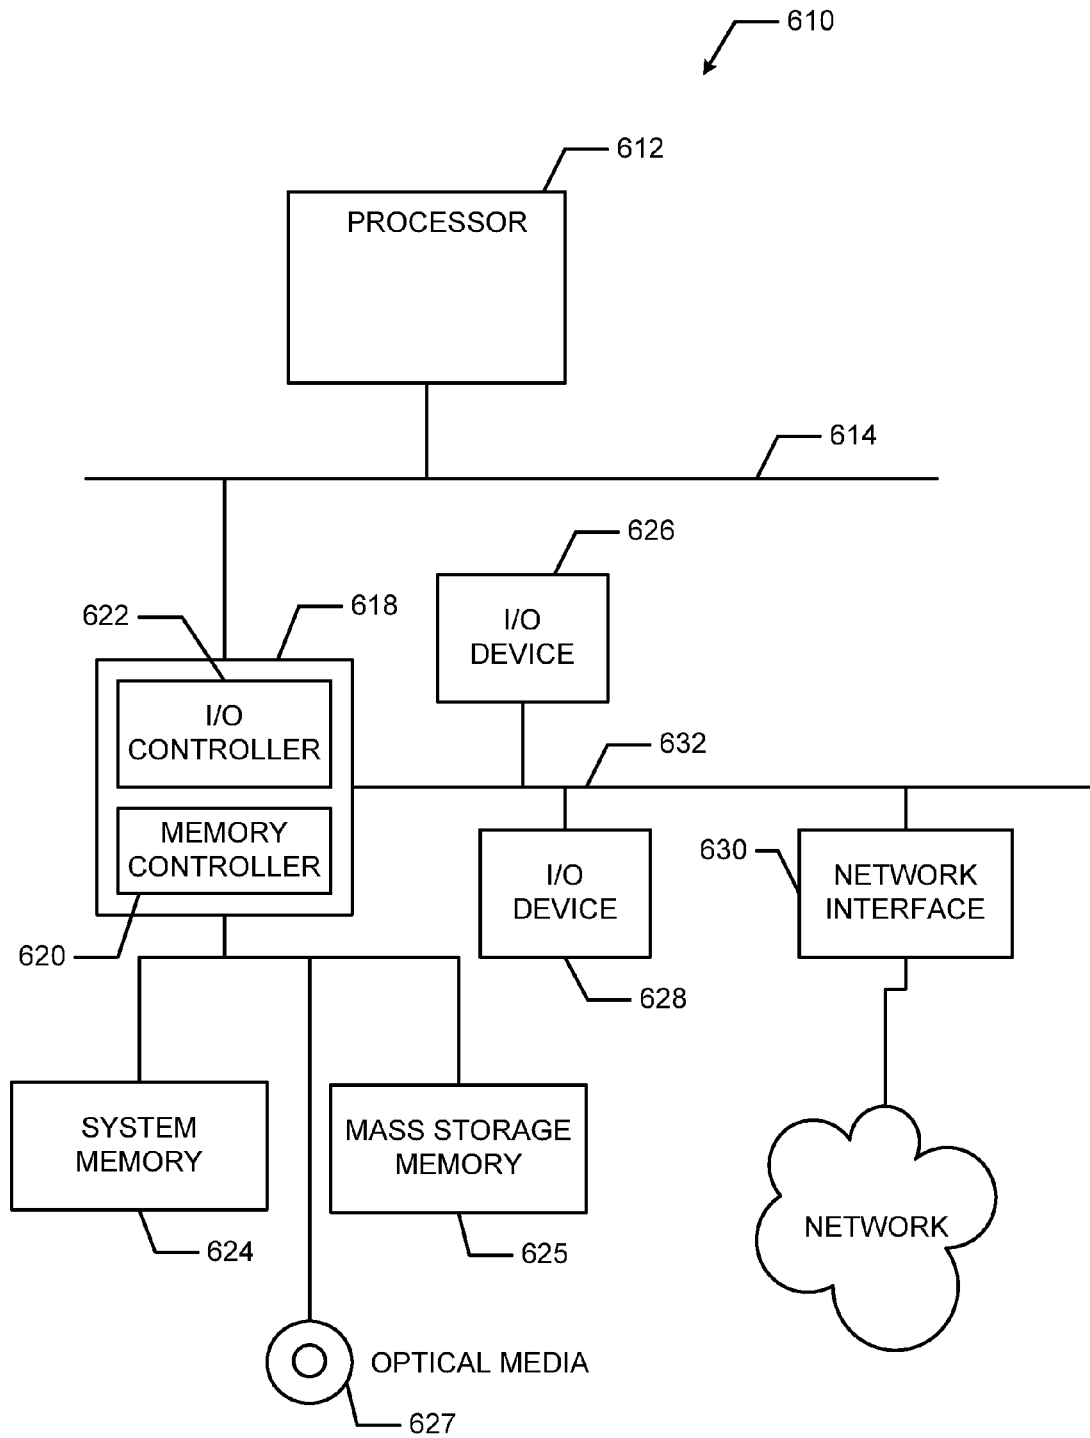 610
612
PROCESSOR
614
626
I/O
DEVICE
622
618
I/O
CONTROLLER
632
MEMORY
CONTROLLER
620
I/O
DEVICE
628
630
NETWORK
INTERFACE
SYSTEM
MEMORY
624
MASS STORAGE
MEMORY
625
NETWORK
OPTICAL MEDIA
627